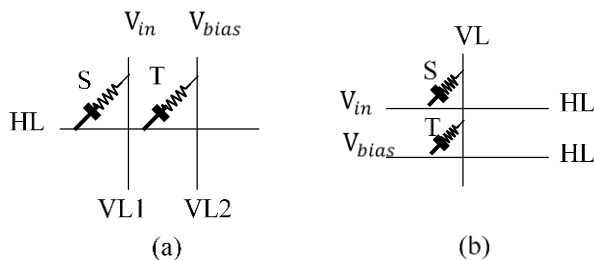 V_in V_bias
S T
HL
VL1 VL2
(a)
VL
S
V_in HL
T
V_bias HL
(b)